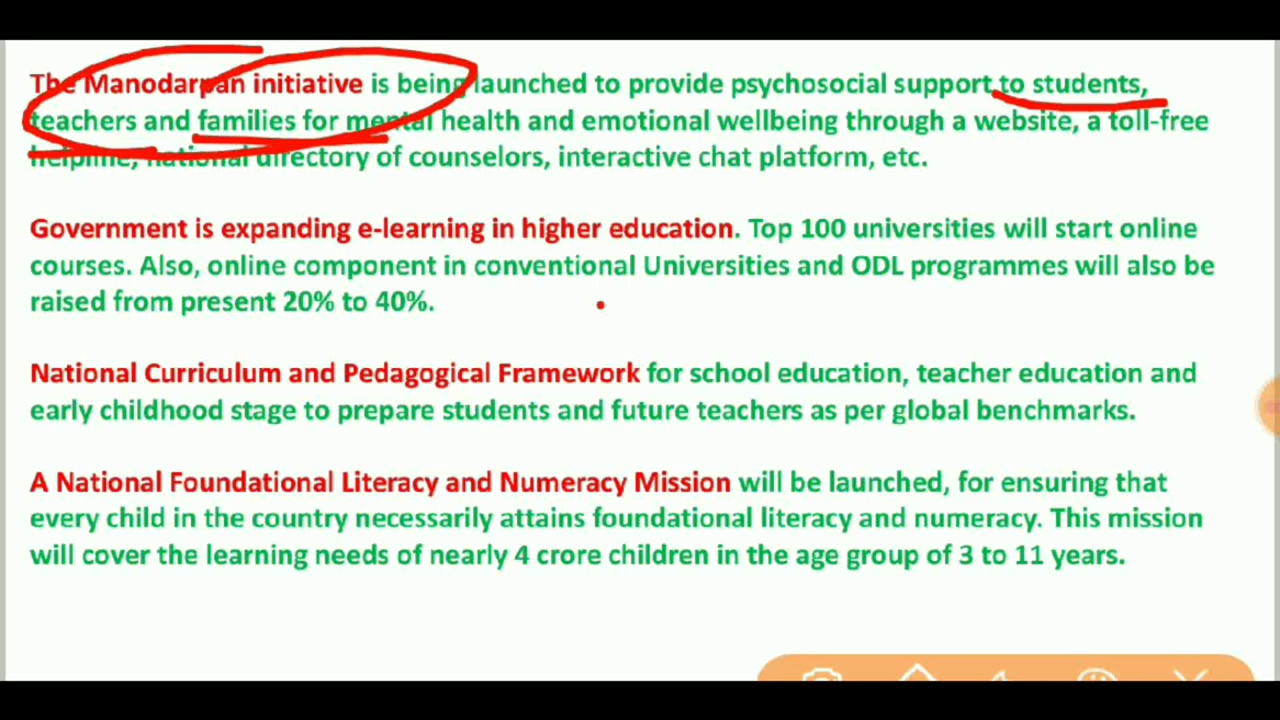 The Manodarpan initiative is being launched to provide psychosocial support to students,
teachers and families for mental health and emotional wellbeing through a website, a toll-free
helpline, national directory of counselors, interactive chat platform, etc.
Government is expanding e-learning in higher education. Top 100 universities will start online
courses. Also, online component in conventional Universities and ODL programmes will also be
raised from present 20% to 40%.
National Curriculum and Pedagogical Framework for school education, teacher education and
early childhood stage to prepare students and future teachers as per global benchmarks.
A National Foundational Literacy and Numeracy Mission will be launched, for ensuring that
every child in the country necessarily attains foundational literacy and numeracy. This mission
will cover the learning needs of nearly 4 crore children in the age group of 3 to 11 years.